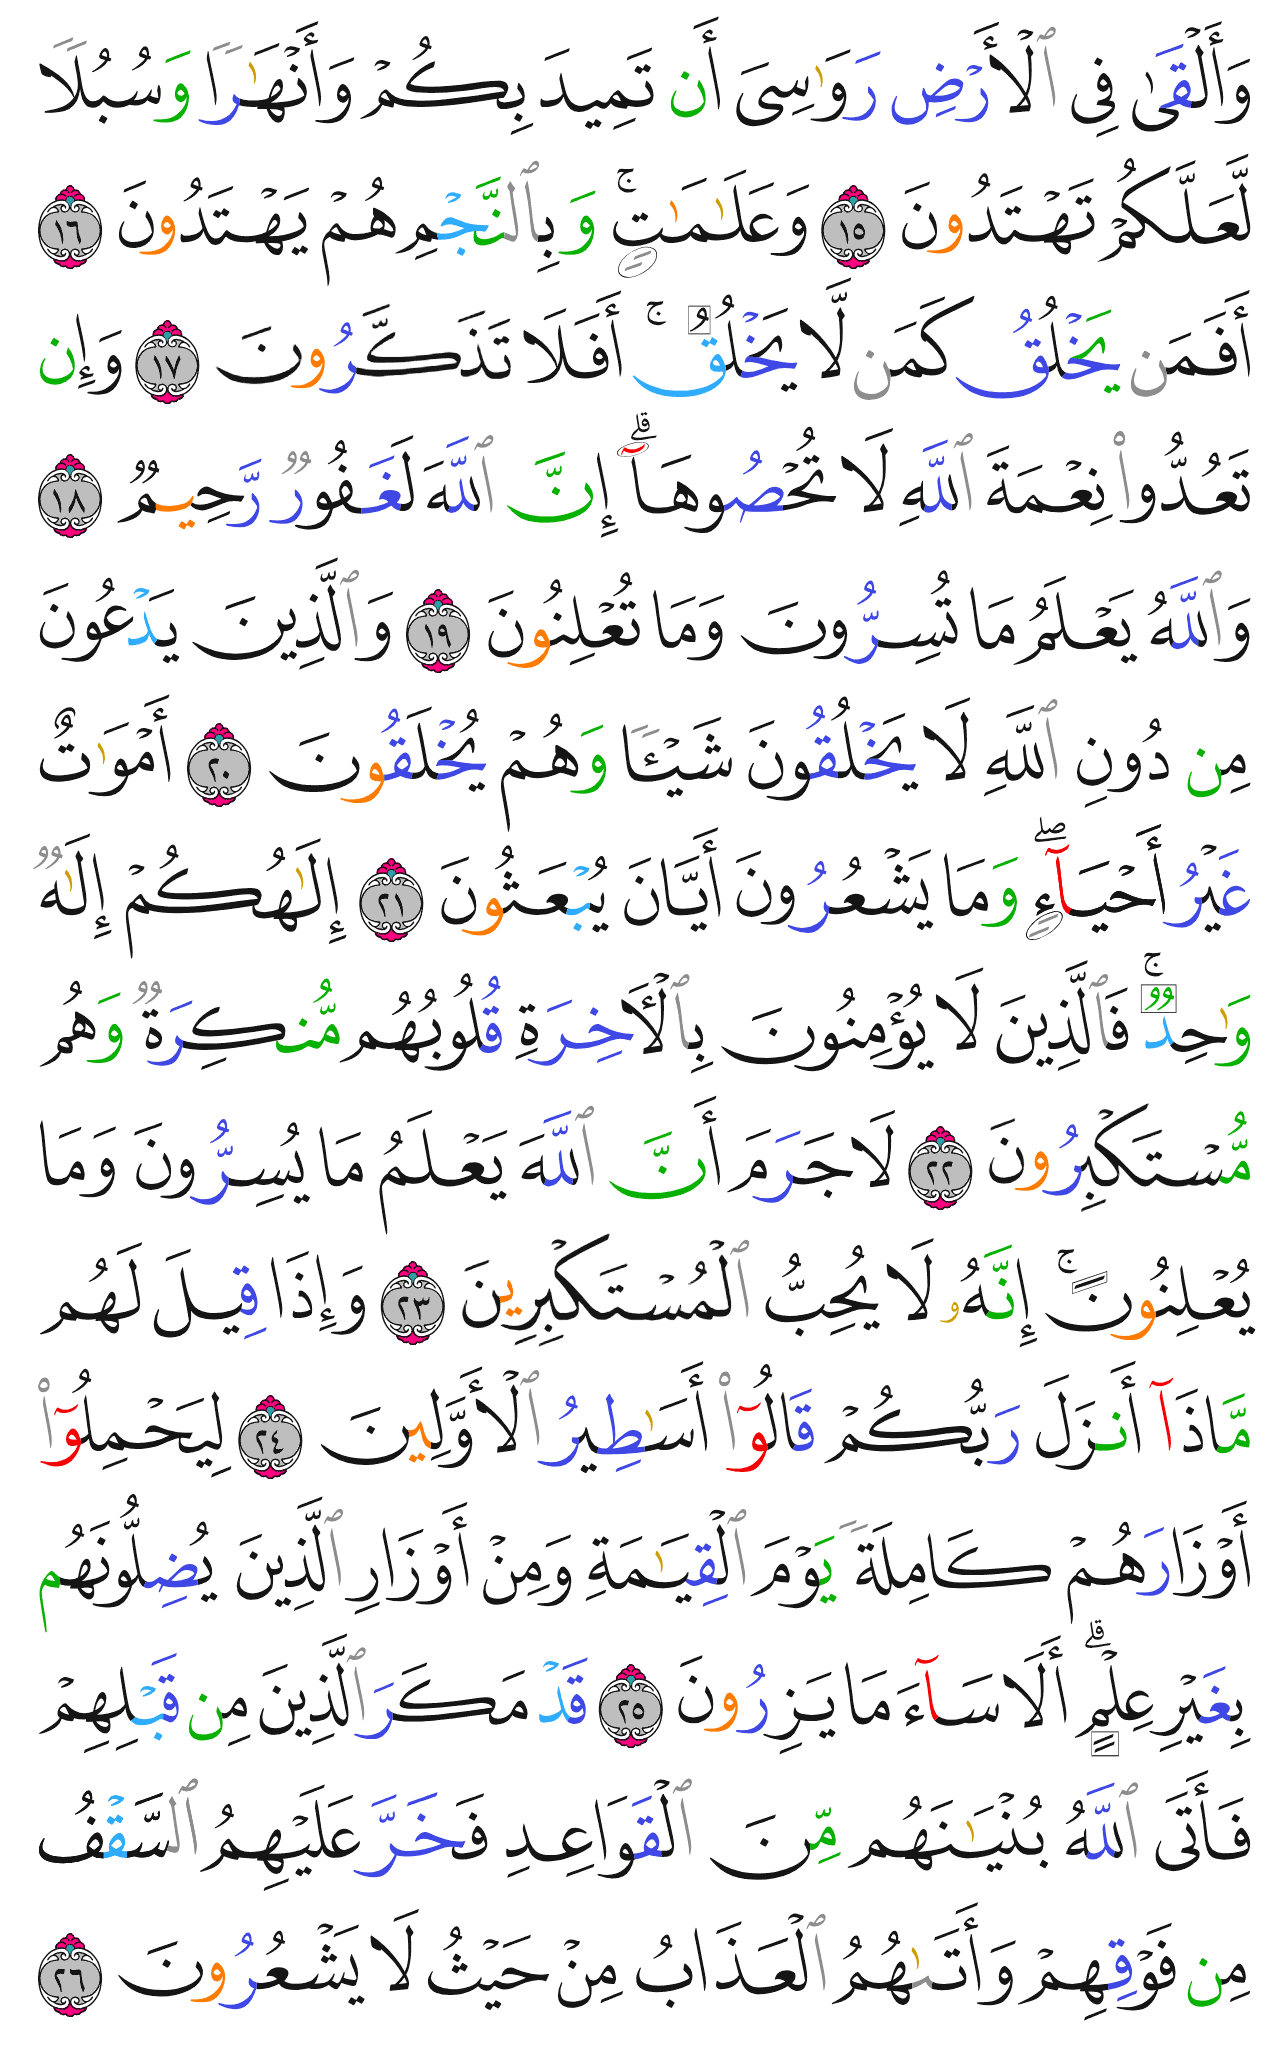 وَأَلْقَىٰ فِى ٱلْأَرْضِ رَوَٰسِىَ أَن تَمِيدَ بِكُمْ وَأَنْهَٰرًا وَسُبُلًا
لَّعَلَّكُمْ تَهْتَدُونَ ١٥ وَعَلَٰمَٰتٍ ۚ وَبِٱلنَّجْمِ هُمْ يَهْتَدُونَ ١٦
أَفَمَن يَخْلُقُ كَمَن لَّا يَخْلُقُ ۚ أَفَلَا تَذَكَّرُونَ ١٧ وَإِن
تَعُدُّوا۟ نِعْمَةَ ٱللَّهِ لَا تُحْصُوهَآ ۗ إِنَّ ٱللَّهَ لَغَفُورٌ رَّحِيمٌ ١٨
وَٱللَّهُ يَعْلَمُ مَا تُسِرُّونَ وَمَا تُعْلِنُونَ ١٩ وَٱلَّذِينَ يَدْعُونَ
مِن دُونِ ٱللَّهِ لَا يَخْلُقُونَ شَيْـًٔا وَهُمْ يُخْلَقُونَ ٢٠ أَمْوَٰتٌ
غَيْرُ أَحْيَآءٍ ۖ وَمَا يَشْعُرُونَ أَيَّانَ يُبْعَثُونَ ٢١ إِلَٰهُكُمْ إِلَٰهٌ
وَٰحِدٌ ۚ فَٱلَّذِينَ لَا يُؤْمِنُونَ بِٱلْأَخِرَةِ قُلُوبُهُم مُّنكِرَةٌ وَهُم
مُّسْتَكْبِرُونَ ٢٢ لَا جَرَمَ أَنَّ ٱللَّهَ يَعْلَمُ مَا يُسِرُّونَ وَمَا
يُعْلِنُونَ ۚ إِنَّهُۥ لَا يُحِبُّ ٱلْمُسْتَكْبِرِينَ ٢٣ وَإِذَا قِيلَ لَهُم
مَّاذَآ أَنزَلَ رَبُّكُمْ قَالُوٓا۟ أَسَٰطِيرُ ٱلْأَوَّلِينَ ٢٤ لِيَحْمِلُوٓا۟
أَوْزَارَهُمْ كَامِلَةً يَوْمَ ٱلْقِيَٰمَةِ وَمِنْ أَوْزَارِ ٱلَّذِينَ يُضِلُّونَهُم
بِغَيْرِ عِلْمٍ ۗ أَلَا سَآءَ مَا يَزِرُونَ ٢٥ قَدْ مَكَرَ ٱلَّذِينَ مِن قَبْلِهِمْ
فَأَتَى ٱللَّهُ بُنْيَٰنَهُم مِّنَ ٱلْقَوَاعِدِ فَخَرَّ عَلَيْهِمُ ٱلسَّقْفُ
مِن فَوْقِهِمْ وَأَتَىٰهُمُ ٱلْعَذَابُ مِنْ حَيْثُ لَا يَشْعُرُونَ ٢٦